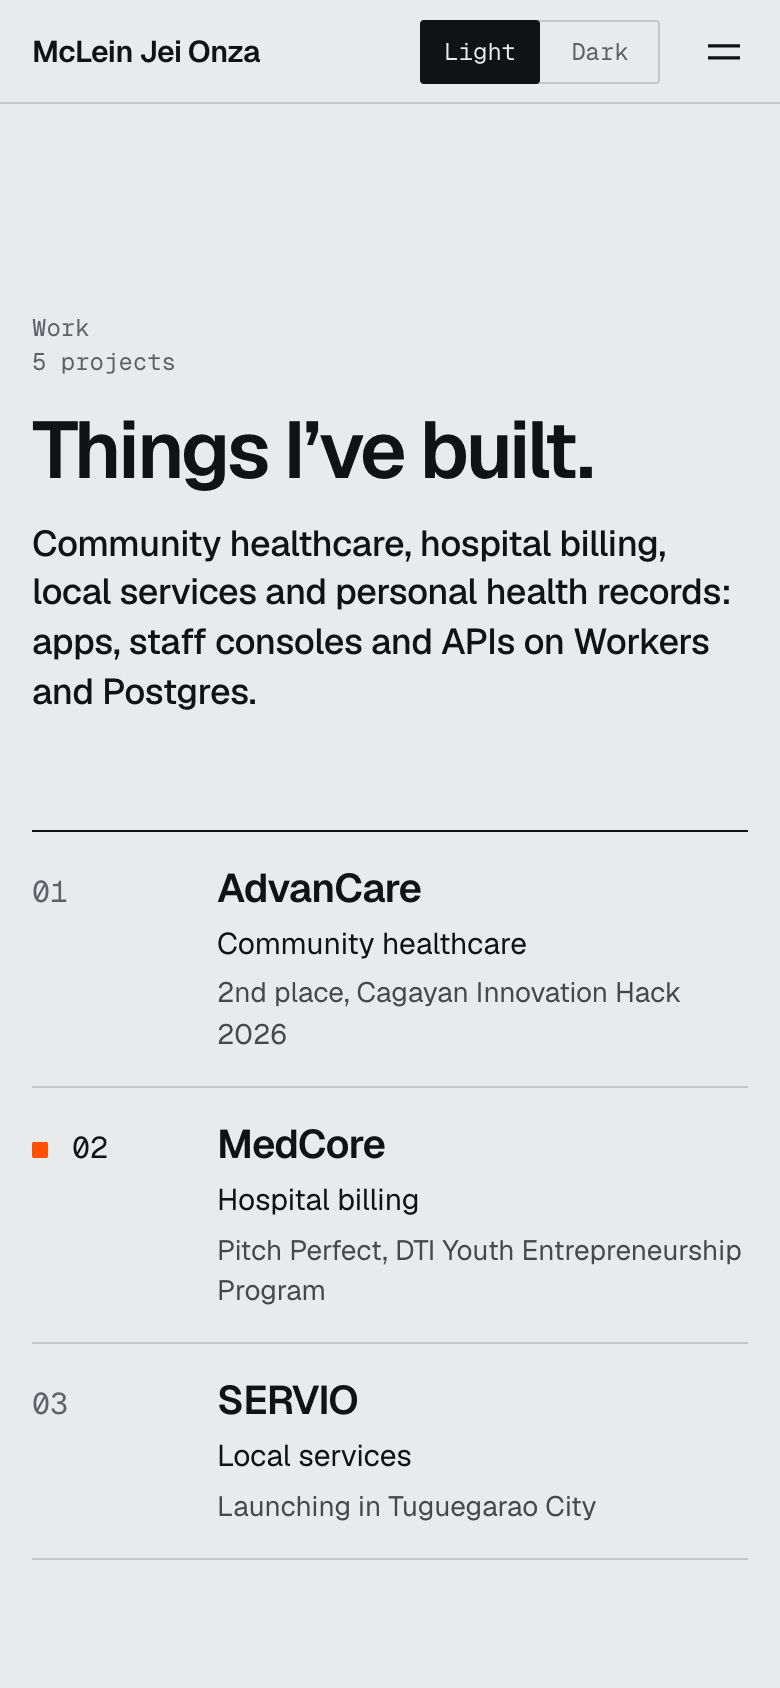 McLein Jei Onza
Light
Dark
Work
5 projects
Things I’ve built.
Community healthcare, hospital billing,
local services and personal health records:
apps, staff consoles and APIs on Workers
and Postgres.
01
AdvanCare
Community healthcare
2nd place, Cagayan Innovation Hack
2026
02
MedCore
Hospital billing
Pitch Perfect, DTI Youth Entrepreneurship
Program
03
SERVIO
Local services
Launching in Tuguegarao City